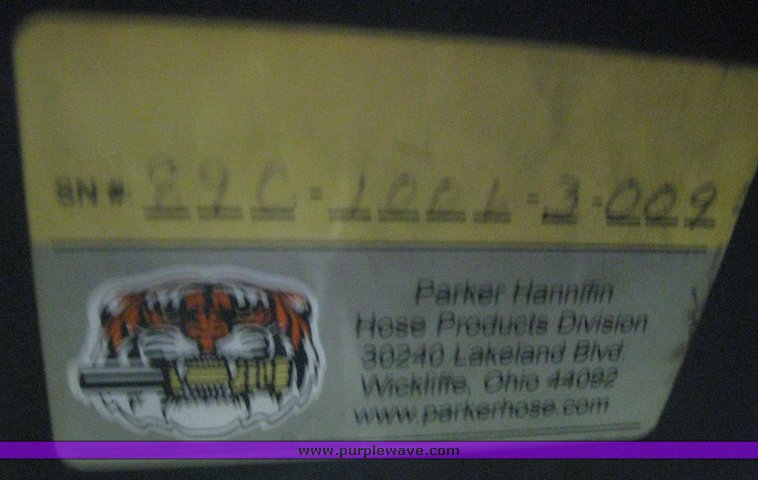 SN #
Parker Hannifin
Hose Products Division
30240 Lakeland Blvd.
Wickliffe, Ohio 44092
www.parkerhose.com
www.purplewave.com